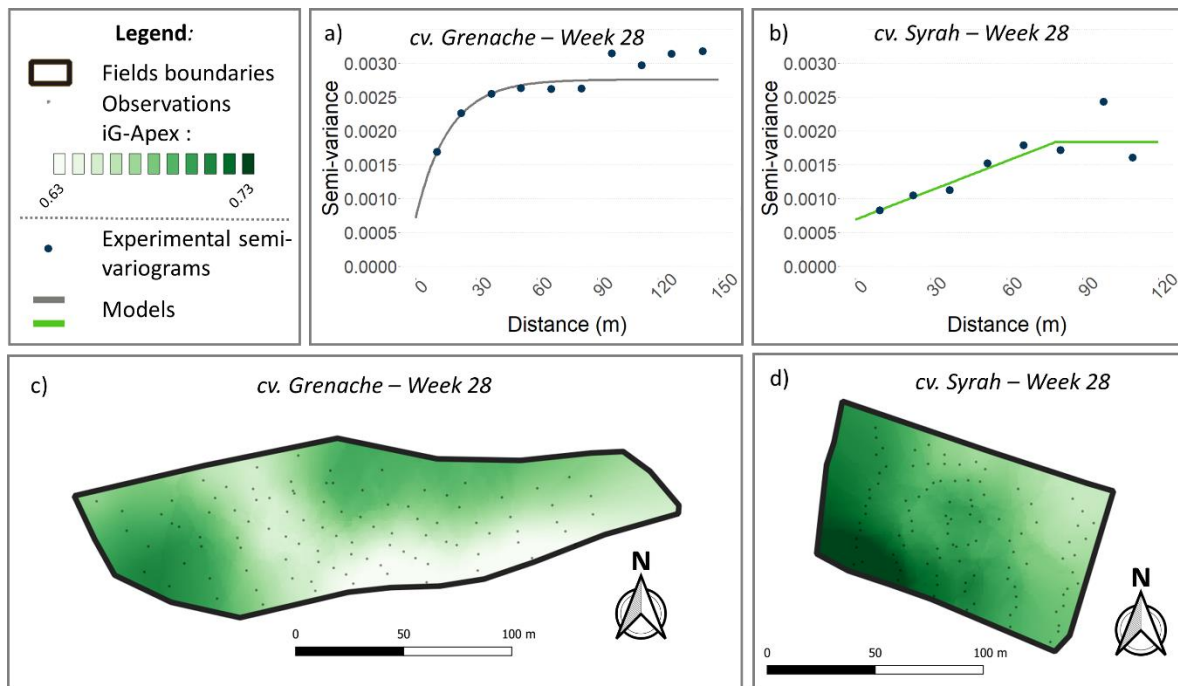 Legend:
Fields boundaries
Observations
iG-Apex :
0.63
0.73
Experimental semi-
variograms
Models
a)
cv. Grenache – Week 28
Semi-variance
0.0030
0.0025
0.0020
0.0015
0.0010
0.0005
0.0000
0
30
60
90
120
150
Distance (m)
b)
cv. Syrah – Week 28
Semi-variance
0.0030
0.0025
0.0020
0.0015
0.0010
0.0005
0.0000
0
30
60
90
120
Distance (m)
c)
cv. Grenache – Week 28
N
0 50 100 m
d)
cv. Syrah – Week 28
N
0 50 100 m